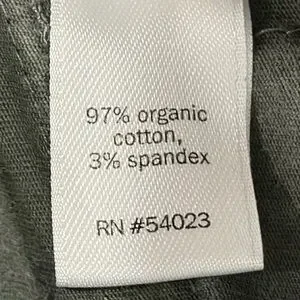 97% organic
cotton,
3% spandex
RN #54023